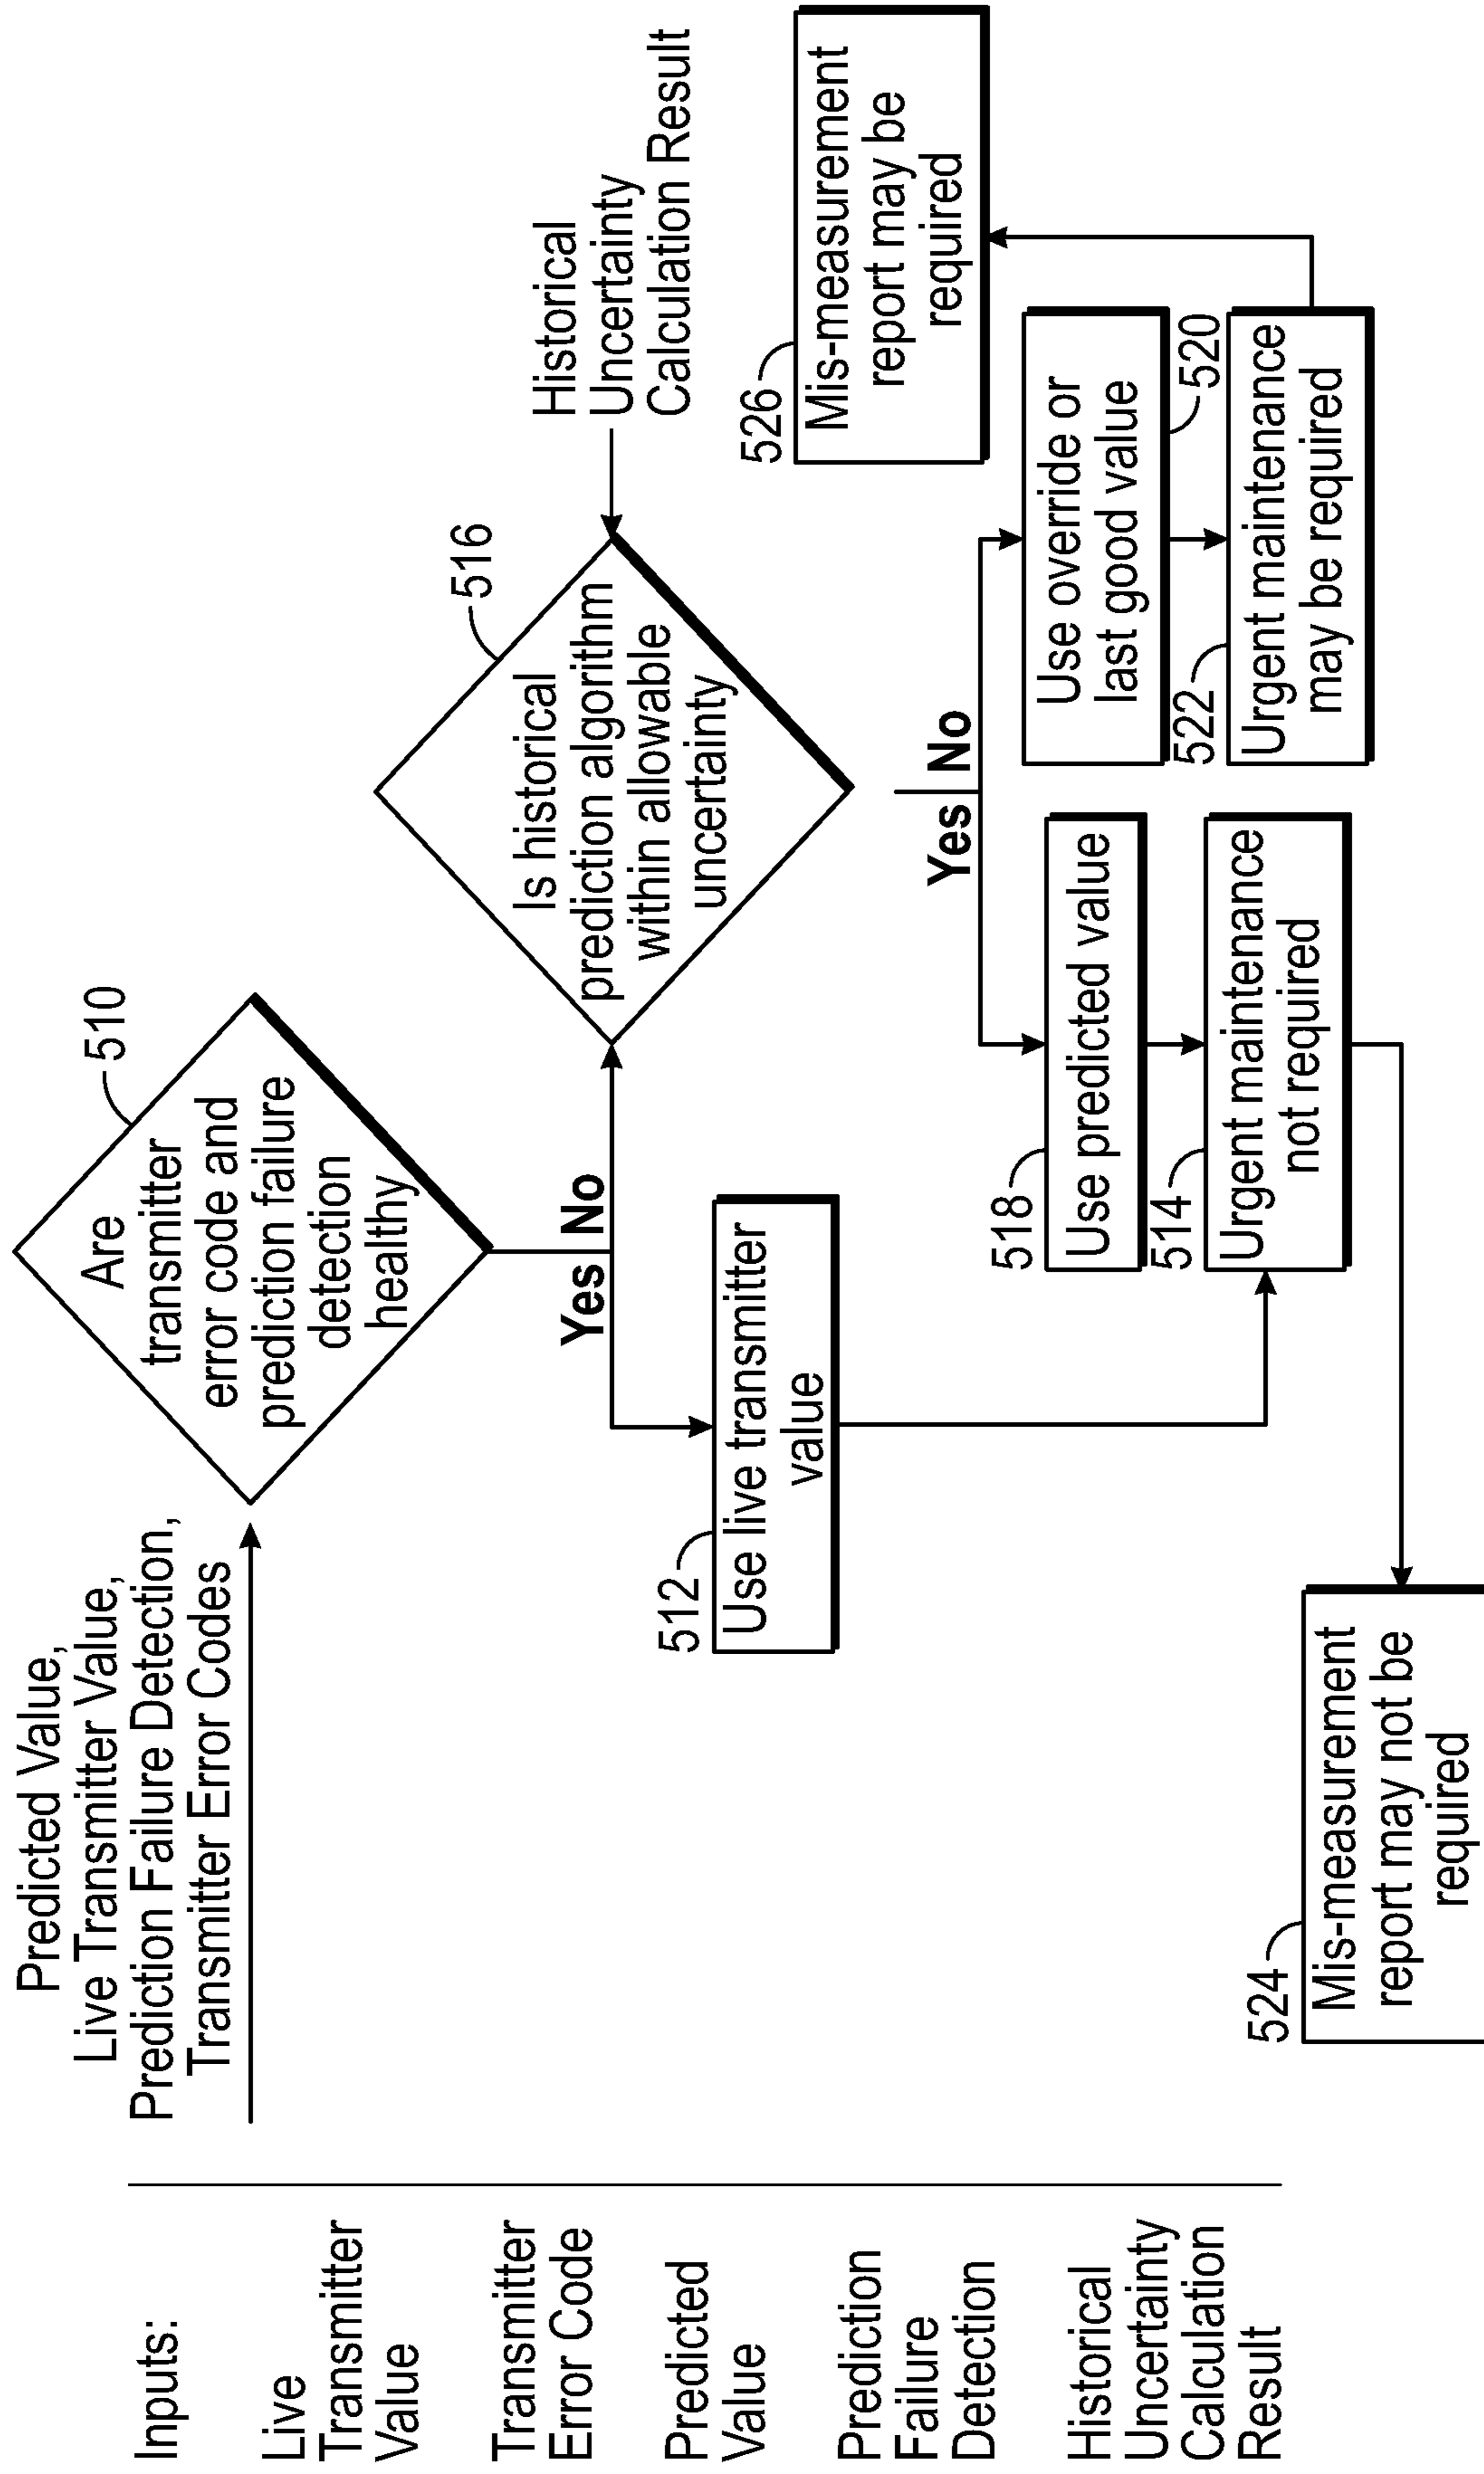 Inputs:
Live
Transmitter
Value
Transmitter
Error Code
Predicted
Value
Prediction
Failure
Detection
Historical
Uncertainty
Calculation
Result
Predicted Value,
Live Transmitter Value,
Prediction Failure Detection,
Transmitter Error Codes
510
Are
transmitter
error code and
prediction failure
detection
healthy
Yes No
512
Use live transmitter
value
516
Is historical
prediction algorithm
within allowable
uncertainty
Historical
Uncertainty
Calculation Result
Yes No
518
Use predicted value
514
Urgent maintenance
not required
Use override or
last good value
520
522
Urgent maintenance
may be required
524
Mis-measurement
report may not be
required
526
Mis-measurement
report may be
required